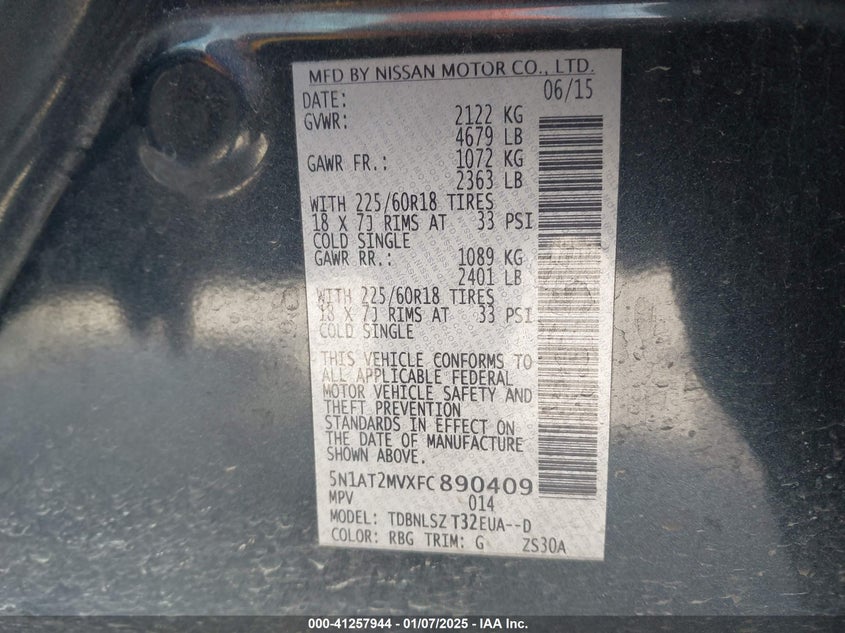 MFD BY NISSAN MOTOR CO., LTD.
DATE: 06/15
GVWR: 2122 KG
4679 LB
GAWR FR.: 1072 KG
2363 LB
WITH 225/60R18 TIRES
18 X 7J RIMS AT 33 PSI
COLD SINGLE
GAWR RR.: 1089 KG
2401 LB
WITH 225/60R18 TIRES
18 X 7J RIMS AT 33 PSI
COLD SINGLE
THIS VEHICLE CONFORMS TO
ALL APPLICABLE FEDERAL
MOTOR VEHICLE SAFETY AND
THEFT PREVENTION
STANDARDS IN EFFECT ON
THE DATE OF MANUFACTURE
SHOWN ABOVE.
5N1AT2MVXFC890409
MPV 014
MODEL: TDBNLSZ T32EUA--D
COLOR: RBG TRIM: G ZS30A
000-41257944 - 01/07/2025 - IAA Inc.